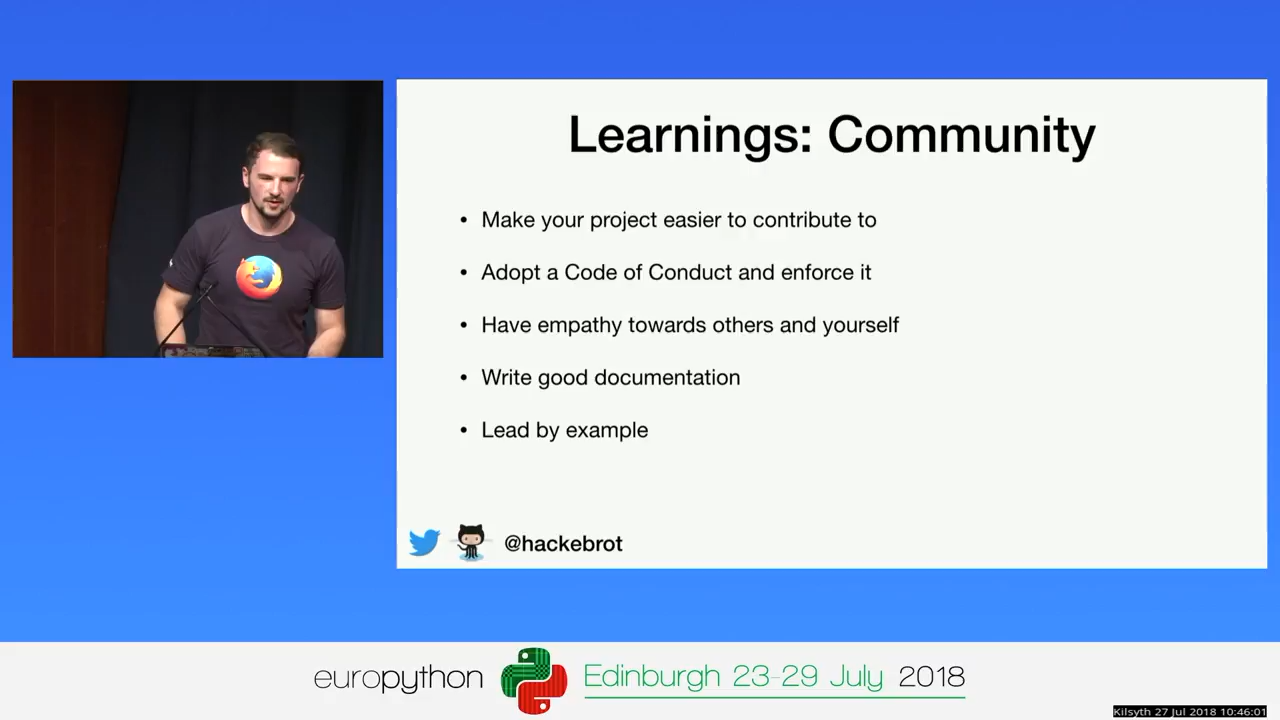 Learnings: Community
• Make your project easier to contribute to
• Adopt a Code of Conduct and enforce it
• Have empathy towards others and yourself
• Write good documentation
• Lead by example
@hackebrot
europython Edinburgh 23-29 July 2018
Kilsyth 27 Jul 2018 10:46:01